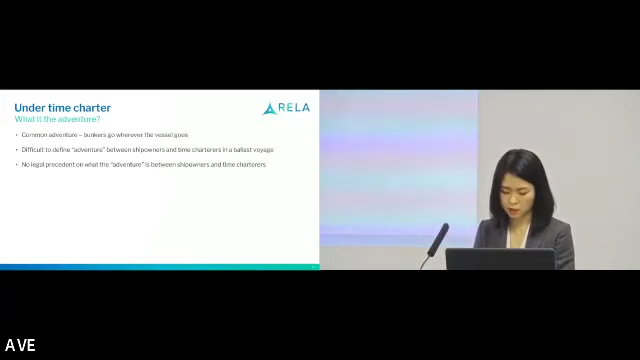 Under time charter
What it the adventure?
RELA
• Common adventure – bunkers go wherever the vessel goes
• Difficult to define "adventure" between shipowners and time charterers in a ballast voyage
• No legal precedent on what the "adventure" is between shipowners and time charterers
AVE